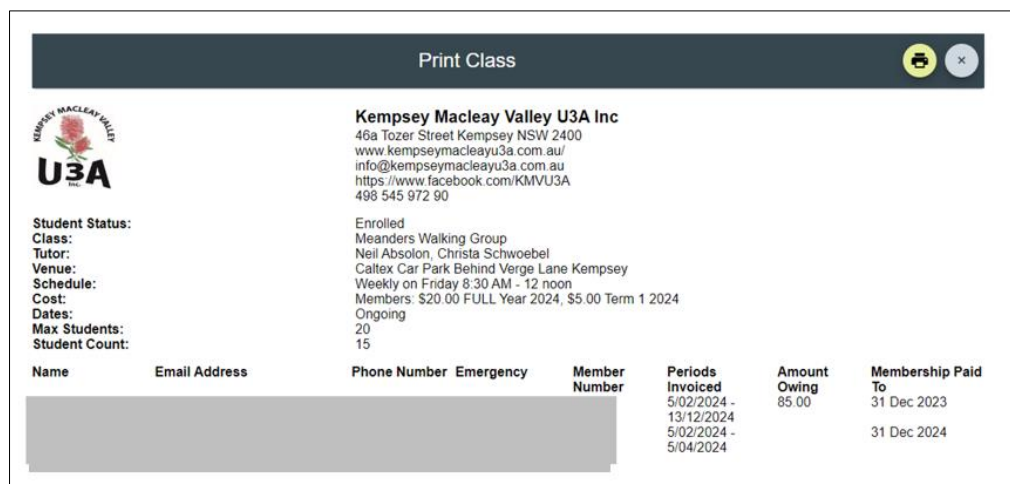 Print Class
KEMPSEY MACLEAY VALLEY
U3A
Inc.
Kempsey Macleay Valley U3A Inc
46a Tozer Street Kempsey NSW 2400
www.kempseymacleayu3a.com.au/
info@kempseymacleayu3a.com.au
https://www.facebook.com/KMVU3A
498 545 972 90
Student Status: Enrolled
Class: Meanders Walking Group
Tutor: Neil Absolon, Christa Schwoebel
Venue: Caltex Car Park Behind Verge Lane Kempsey
Schedule: Weekly on Friday 8:30 AM - 12 noon
Cost: Members: $20.00 FULL Year 2024, $5.00 Term 1 2024
Dates: Ongoing
Max Students: 20
Student Count: 15
Name Email Address Phone Number Emergency Member Periods Amount Membership Paid
Number Invoiced Owing To
5/02/2024 - 85.00 31 Dec 2023
13/12/2024
5/02/2024 - 31 Dec 2024
5/04/2024